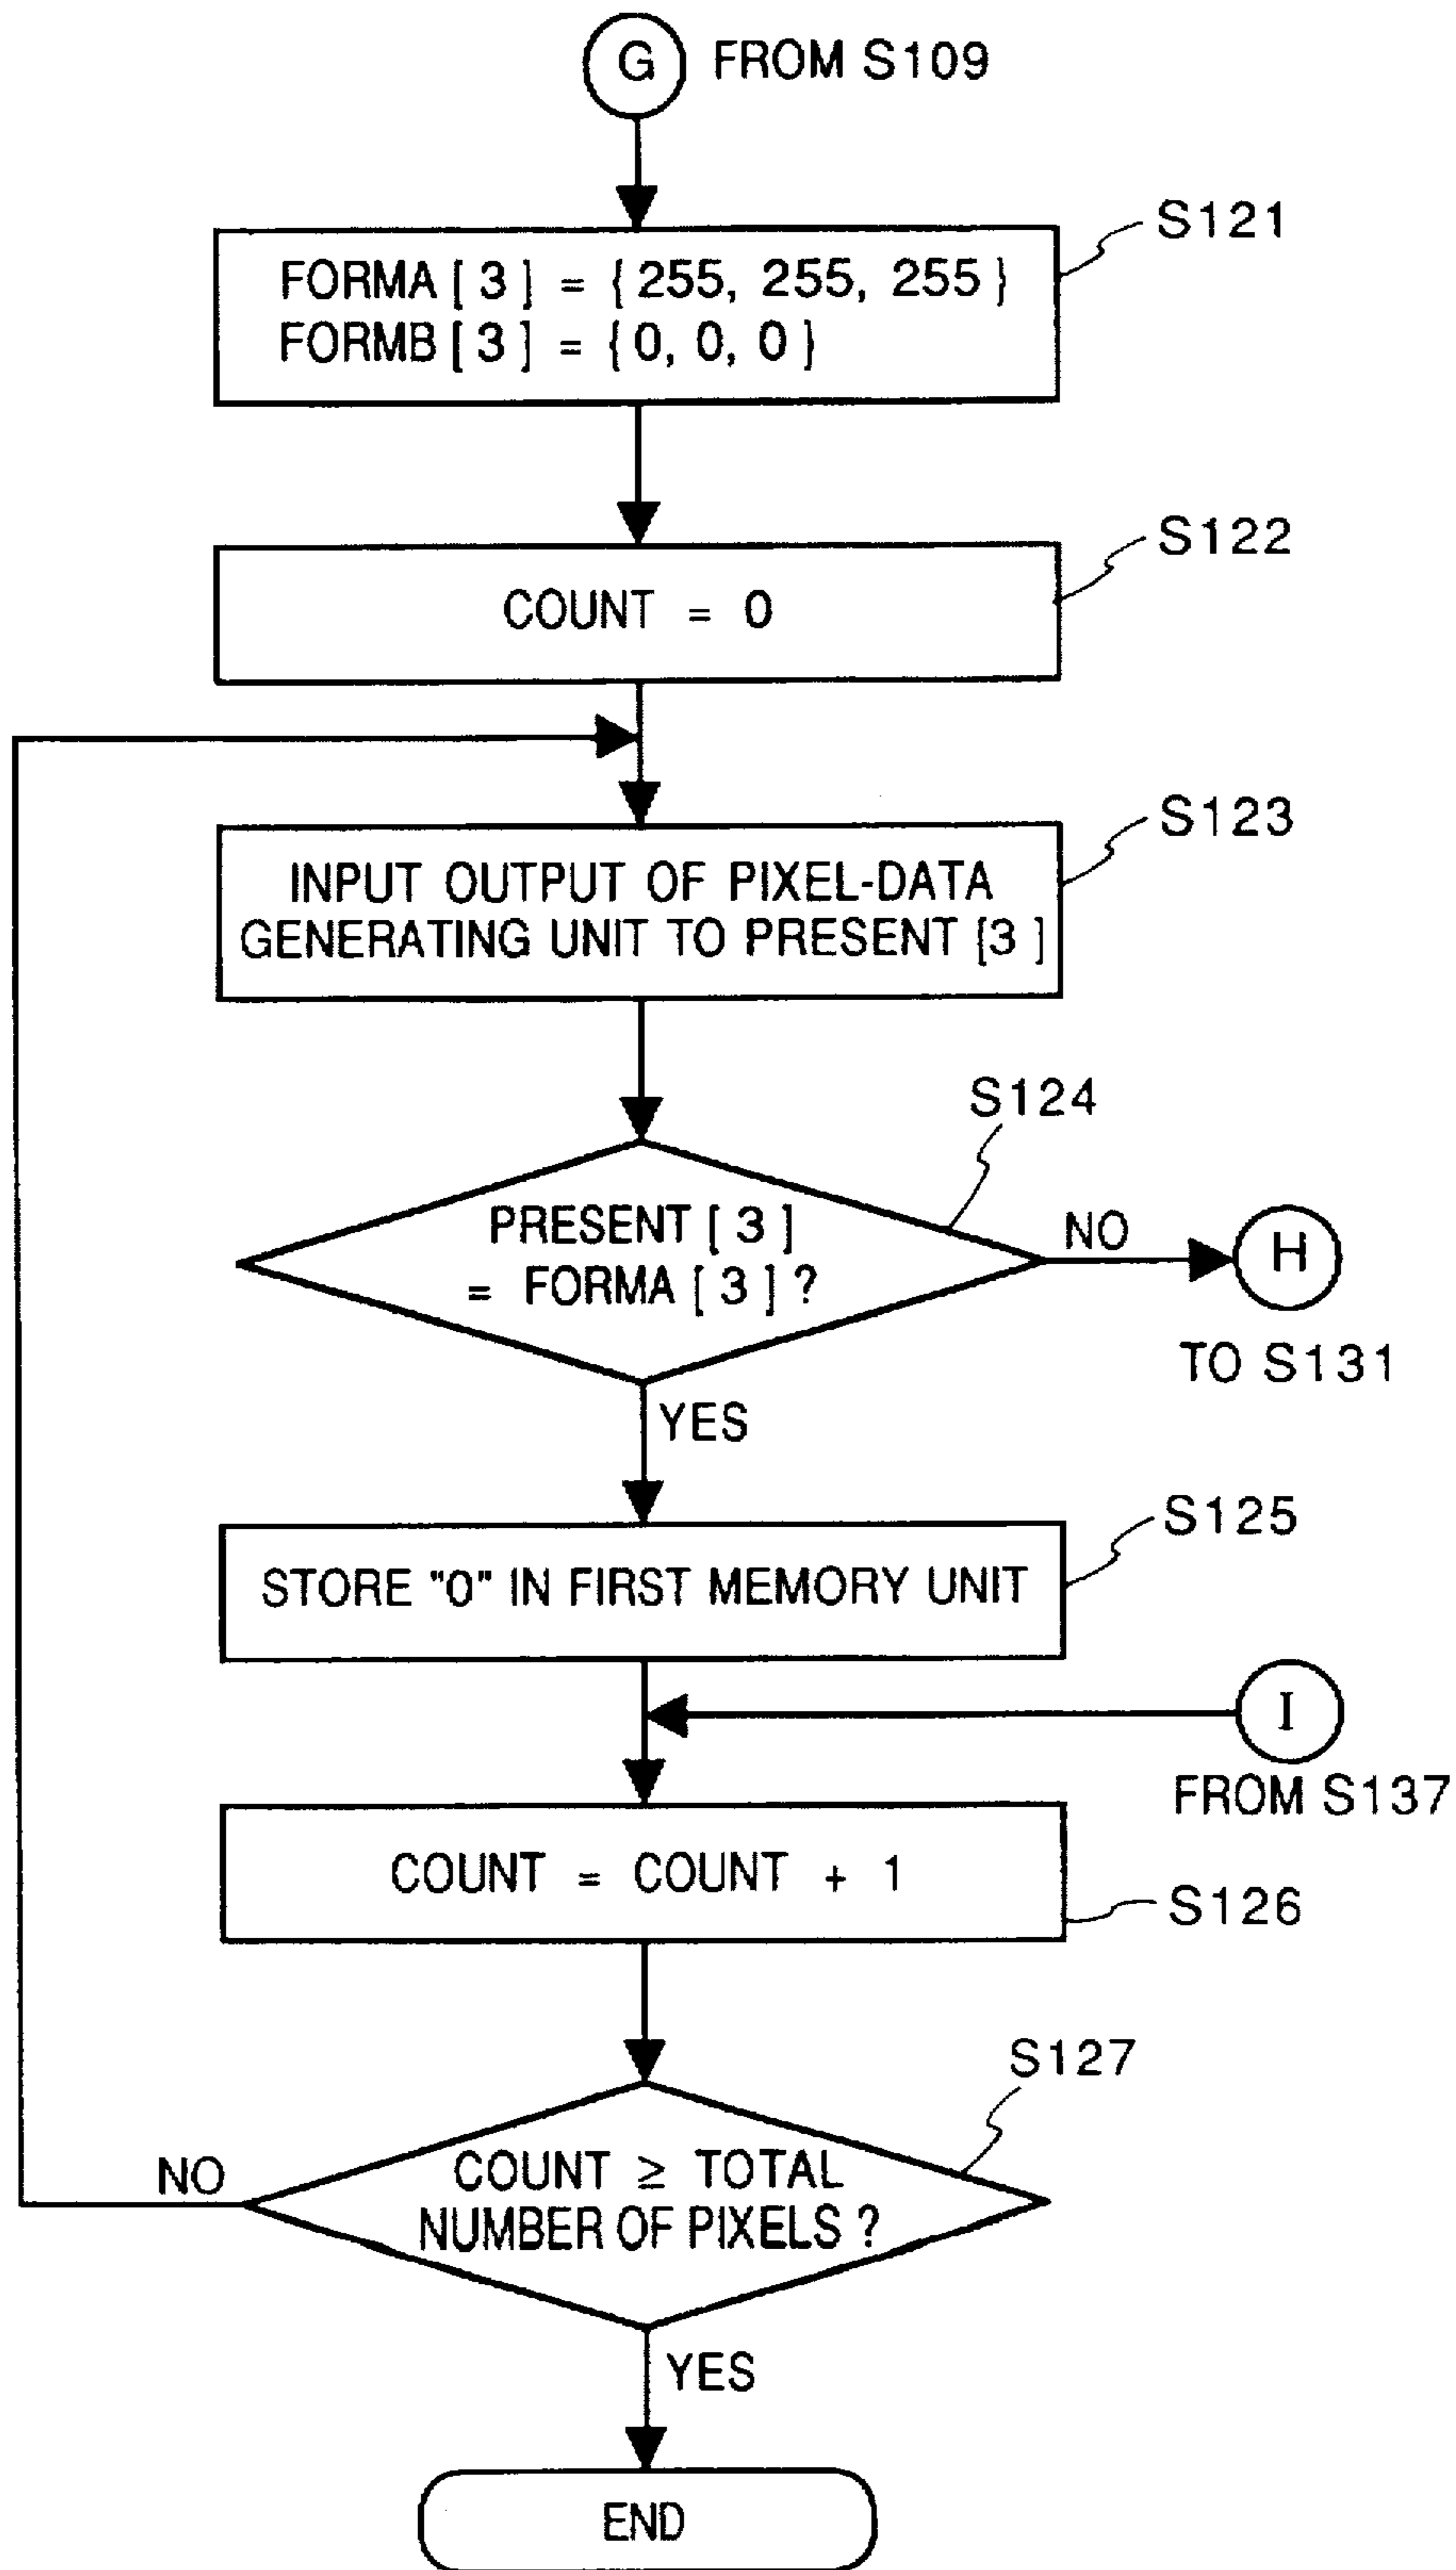 G FROM S109
S121
FORMA [ 3 ] = { 255, 255, 255 }
FORMB [ 3 ] = { 0, 0, 0 }
S122
COUNT = 0
S123
INPUT OUTPUT OF PIXEL-DATA
GENERATING UNIT TO PRESENT [3 ]
S124
PRESENT [ 3 ]
= FORMA [ 3 ] ?
NO
H
TO S131
YES
S125
STORE "0" IN FIRST MEMORY UNIT
I
FROM S137
COUNT = COUNT + 1
S126
S127
COUNT ≥ TOTAL
NUMBER OF PIXELS ?
NO
YES
END